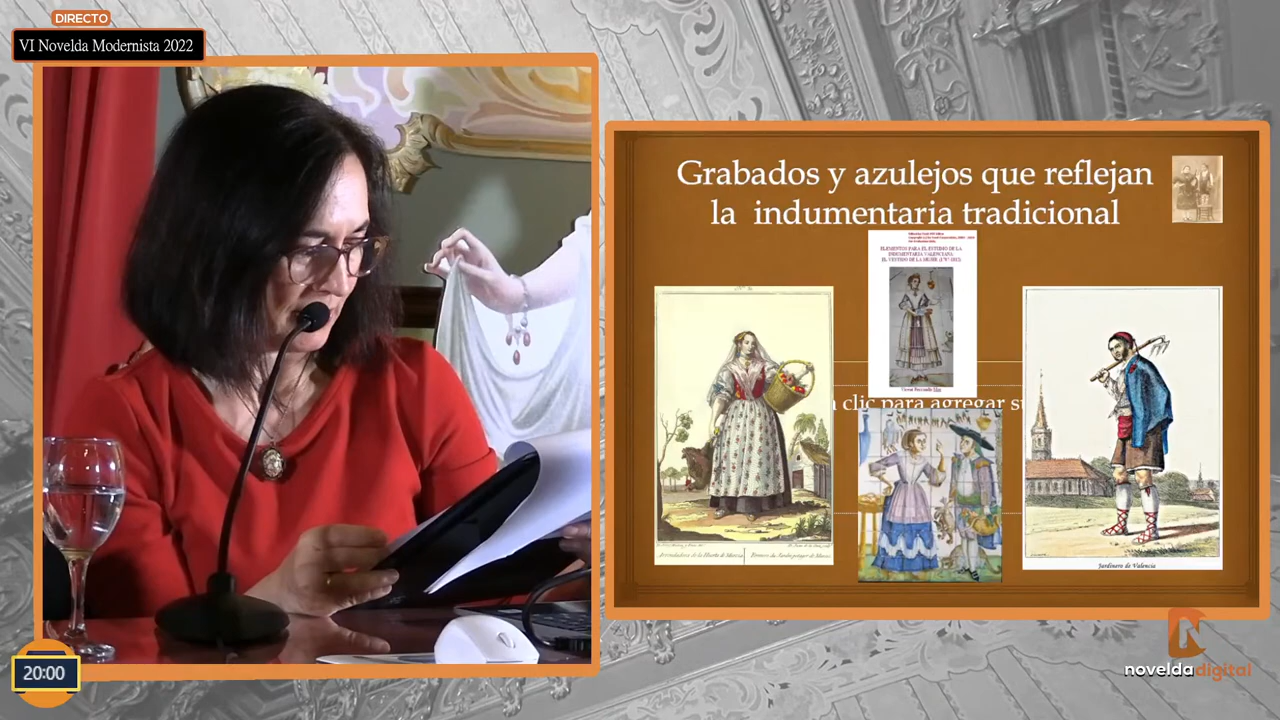 DIRECTO
VI Novelda Modernista 2022
Grabados y azulejos que reflejan
la indumentaria tradicional
ELEMENTOS PARA EL ESTUDIO DE LA
INDUMENTARIA VALENCIANA
EL VESTIDO DE LA MUJER
clic para agregar
Jardinero de Valencia
20:00
noveldadigital